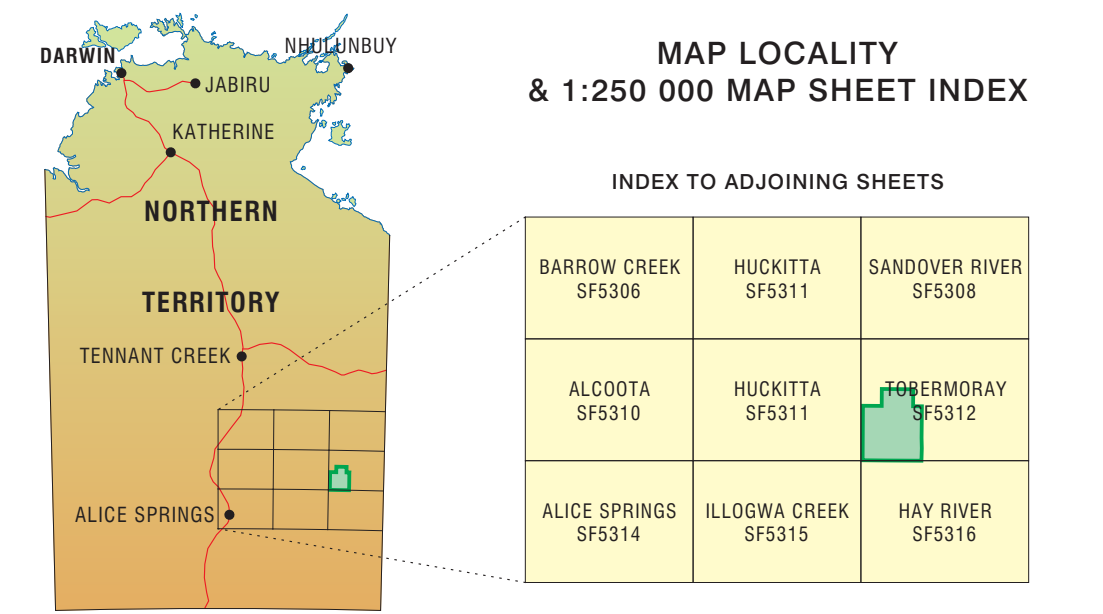 DARWIN
NHULUNBUY
JABIRU
KATHERINE
NORTHERN
TERRITORY
TENNANT CREEK
ALICE SPRINGS
MAP LOCALITY
& 1:250 000 MAP SHEET INDEX
INDEX TO ADJOINING SHEETS
BARROW CREEK
SF5306
HUCKITTA
SF5311
SANDOVER RIVER
SF5308
ALCOOTA
SF5310
HUCKITTA
SF5311
TOBERMORAY
SF5312
ALICE SPRINGS
SF5314
ILLOGWA CREEK
SF5315
HAY RIVER
SF5316